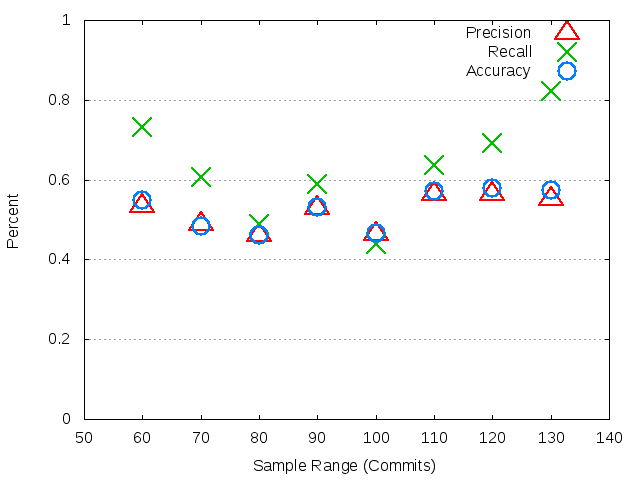 1
Precision
Recall
Accuracy
0.8
0.6
Percent
0.4
0.2
0
50 60 70 80 90 100 110 120 130 140
Sample Range (Commits)